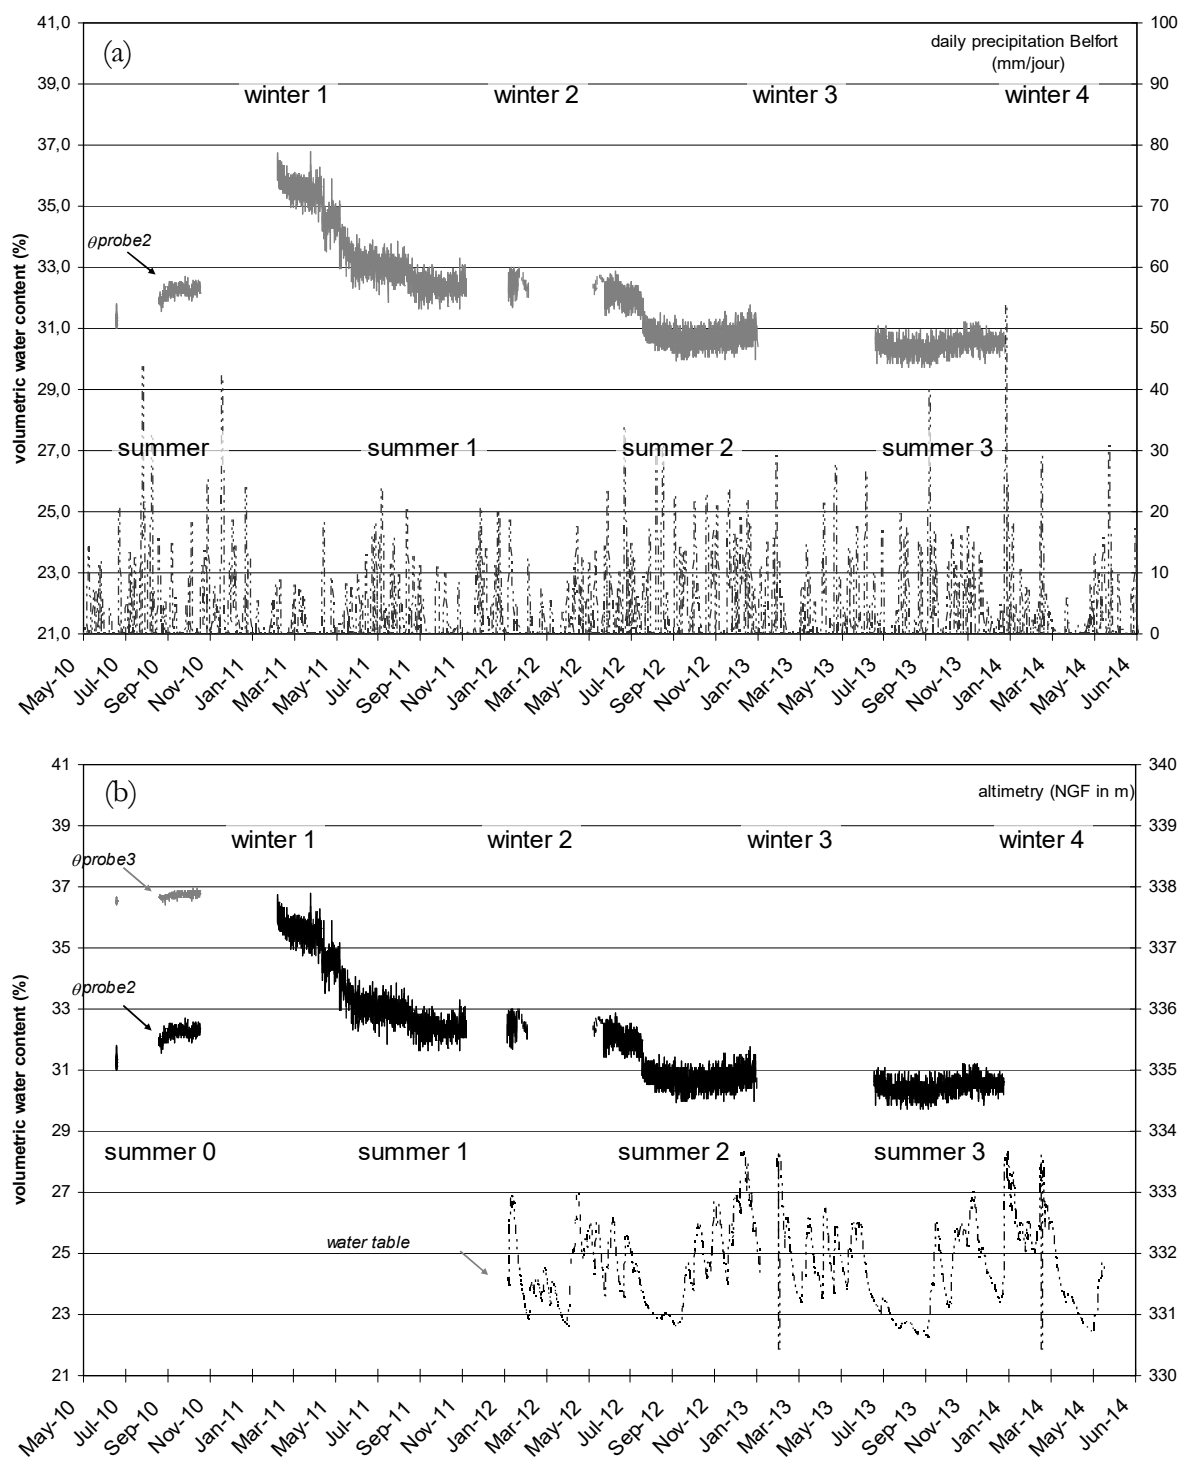 41,0
39,0
37,0
35,0
33,0
31,0
29,0
27,0
25,0
23,0
21,0
volumetric water content (%)
(a)
daily precipitation Belfort
(mm/jour)
winter 1
winter 2
winter 3
winter 4
θprobe2
summer
summer 1
summer 2
summer 3
100
90
80
70
60
50
40
30
20
10
0
May-10
Jul-10
Sep-10
Nov-10
Jan-11
Mar-11
May-11
Jul-11
Sep-11
Nov-11
Jan-12
Mar-12
May-12
Jul-12
Sep-12
Nov-12
Jan-13
Mar-13
May-13
Jul-13
Sep-13
Nov-13
Jan-14
Mar-14
May-14
Jun-14
41
39
37
35
33
31
29
27
25
23
21
volumetric water content (%)
(b)
altimetry (NGF in m)
winter 1
winter 2
winter 3
winter 4
θprobe3
θprobe2
summer 0
summer 1
summer 2
summer 3
water table
340
339
338
337
336
335
334
333
332
331
330
May-10
Jul-10
Sep-10
Nov-10
Jan-11
Mar-11
May-11
Jul-11
Sep-11
Nov-11
Jan-12
Mar-12
May-12
Jul-12
Sep-12
Nov-12
Jan-13
Mar-13
May-13
Jul-13
Sep-13
Nov-13
Jan-14
Mar-14
May-14
Jun-14